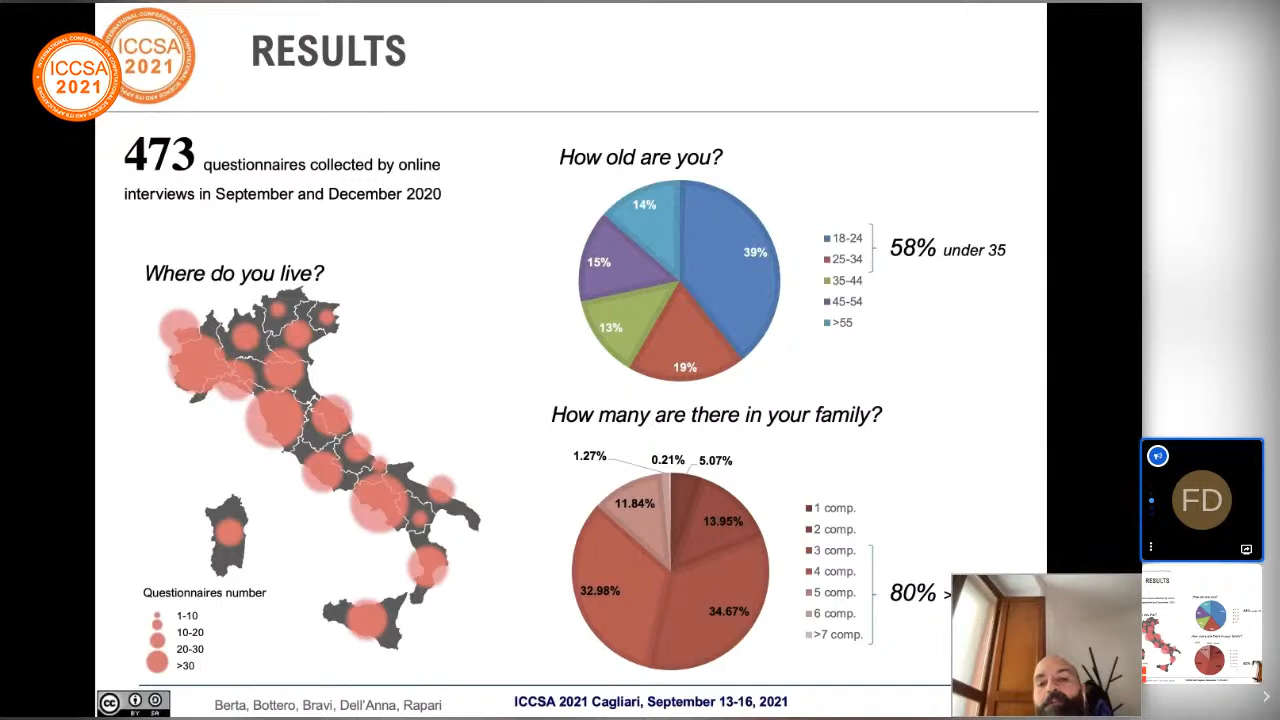 ICCSA
2021
ICCSA
2021
RESULTS
473 questionnaires collected by online
interviews in September and December 2020
Where do you live?
Questionnaires number
1-10
10-20
20-30
>30
How old are you?
14%
39%
15%
13%
19%
18-24
25-34
35-44
45-54
>55
58% under 35
How many are there in your family?
1.27%
0.21%
5.07%
11.84%
13.95%
32.98%
34.67%
1 comp.
2 comp.
3 comp.
4 comp.
5 comp.
6 comp.
>7 comp.
80% >
cc
BY SA
Berta, Bottero, Bravi, Dell'Anna, Rapari
ICCSA 2021 Cagliari, September 13-16, 2021
FD
RESULTS